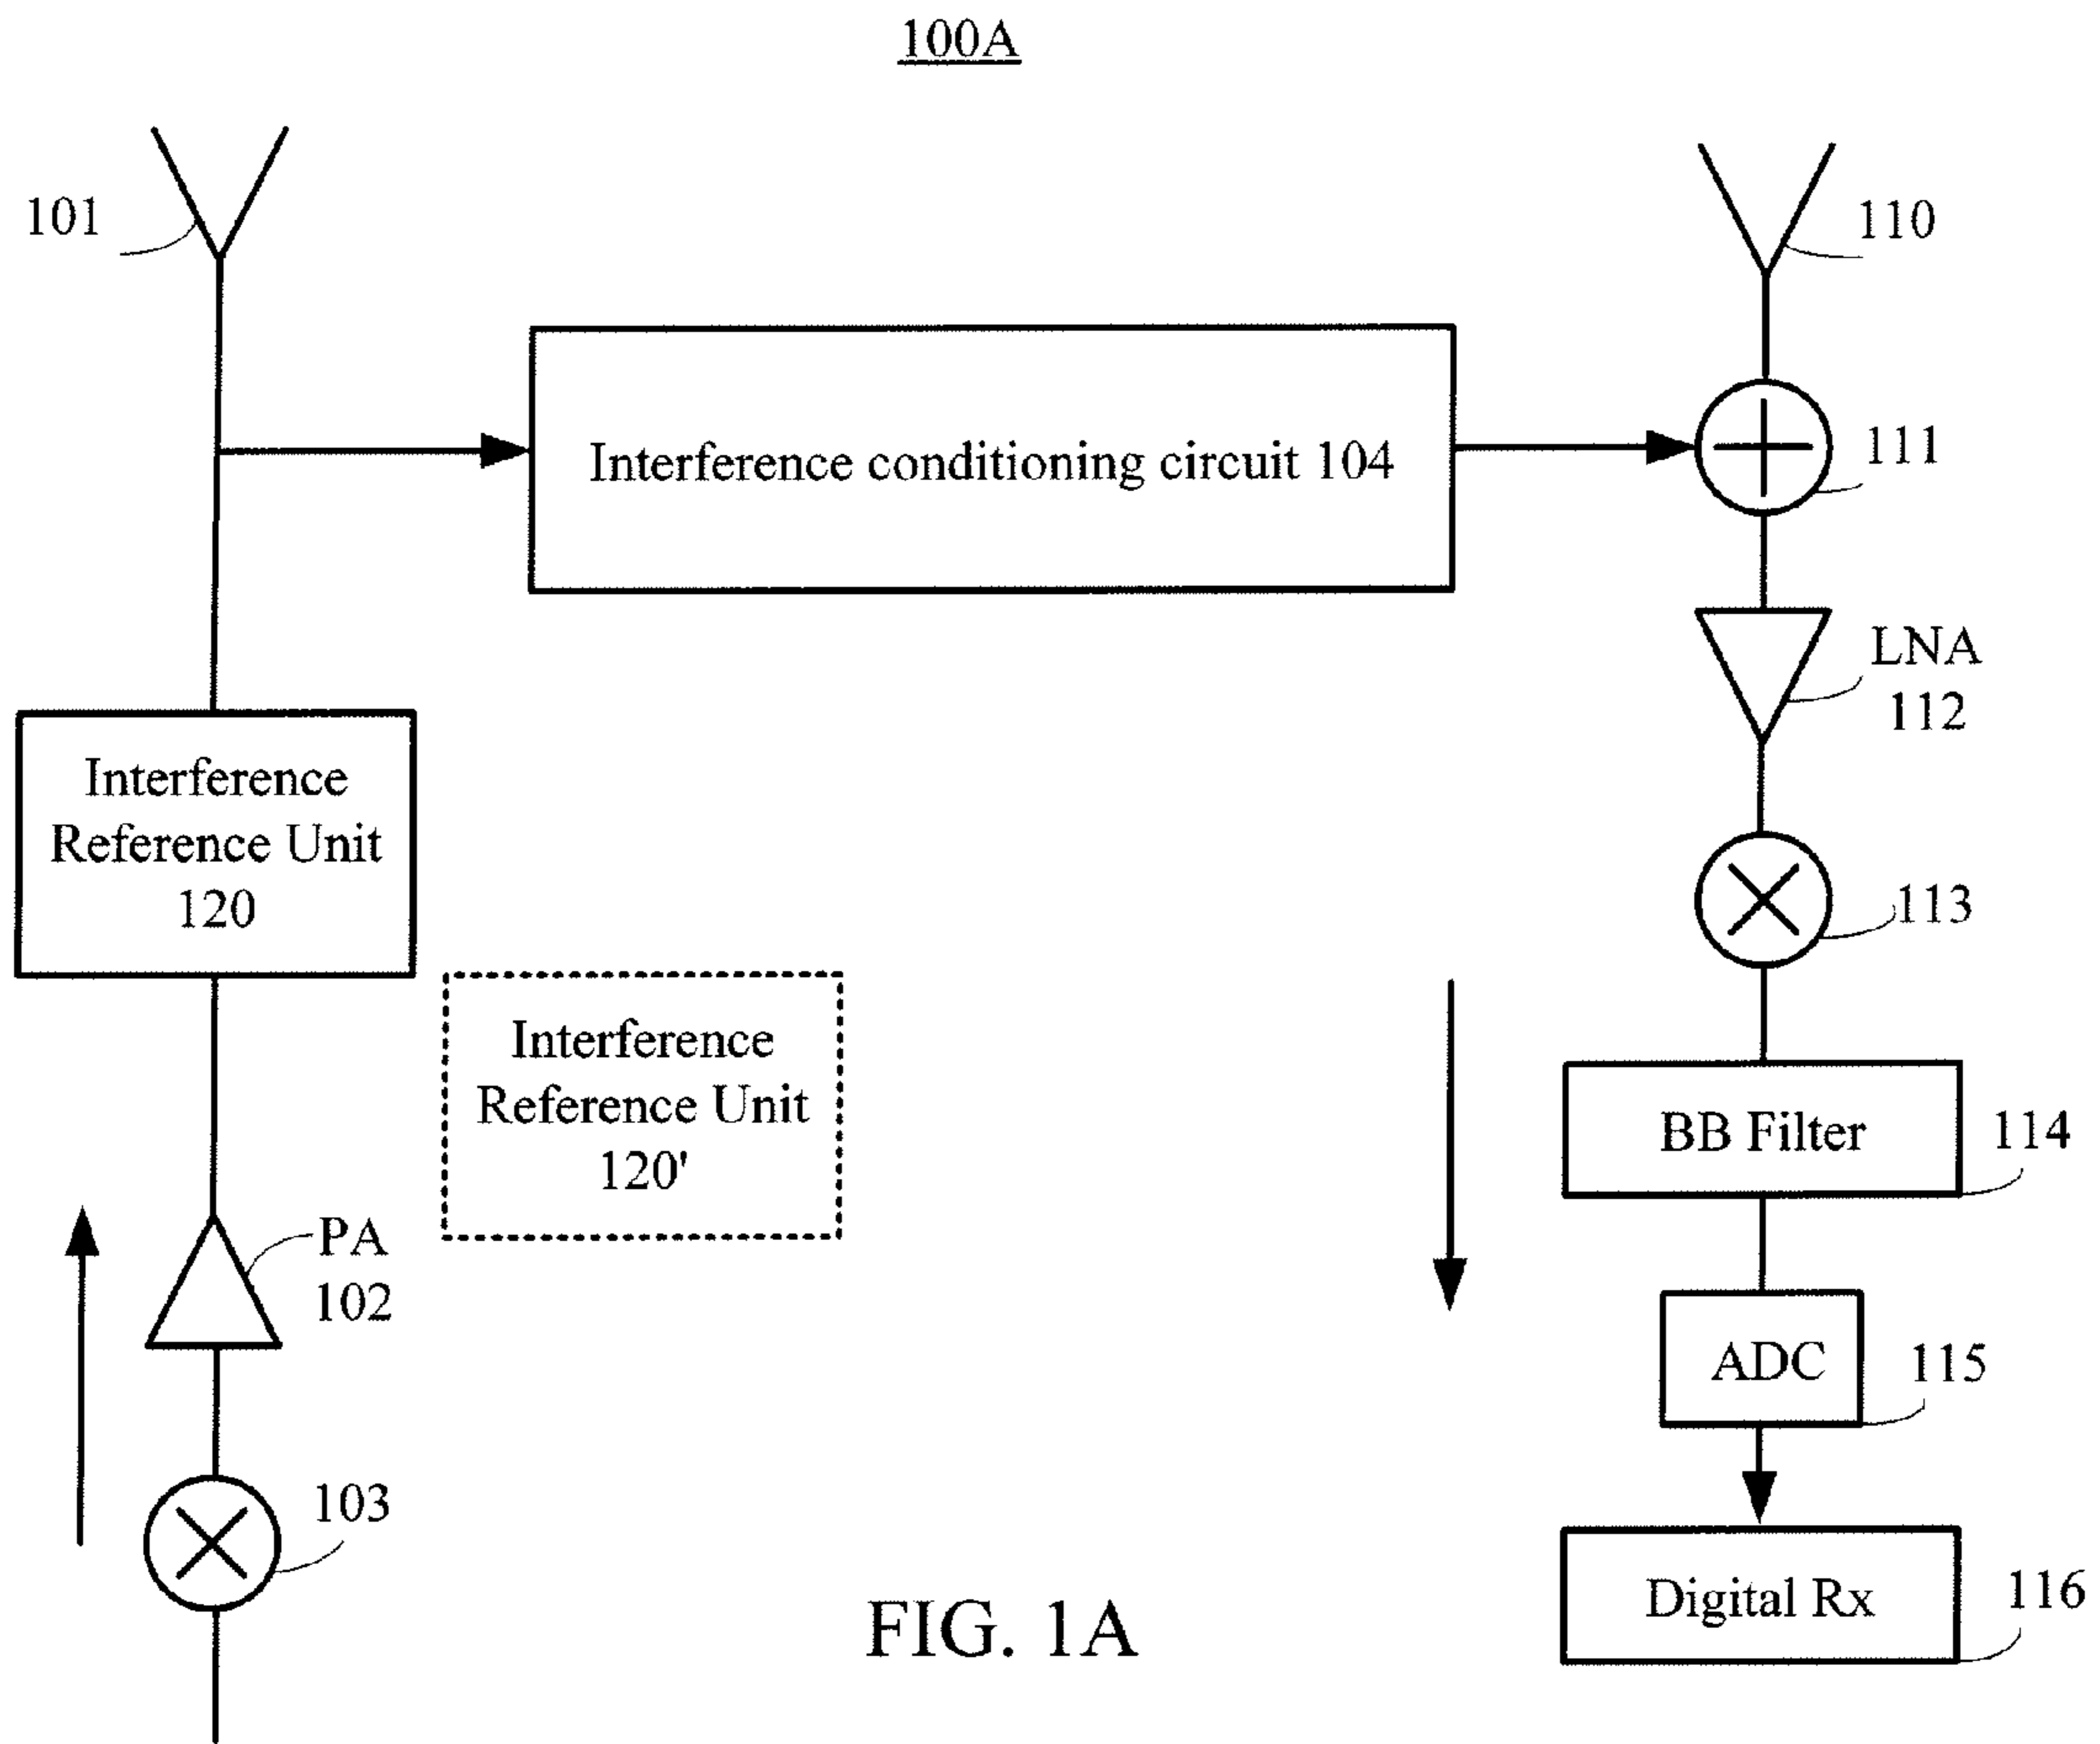 100A
101
110
Interference conditioning circuit 104
111
LNA
112
Interference
Reference Unit
120
113
Interference
Reference Unit
120'
BB Filter
114
PA
102
ADC
115
103
Digital Rx
116
FIG. 1A